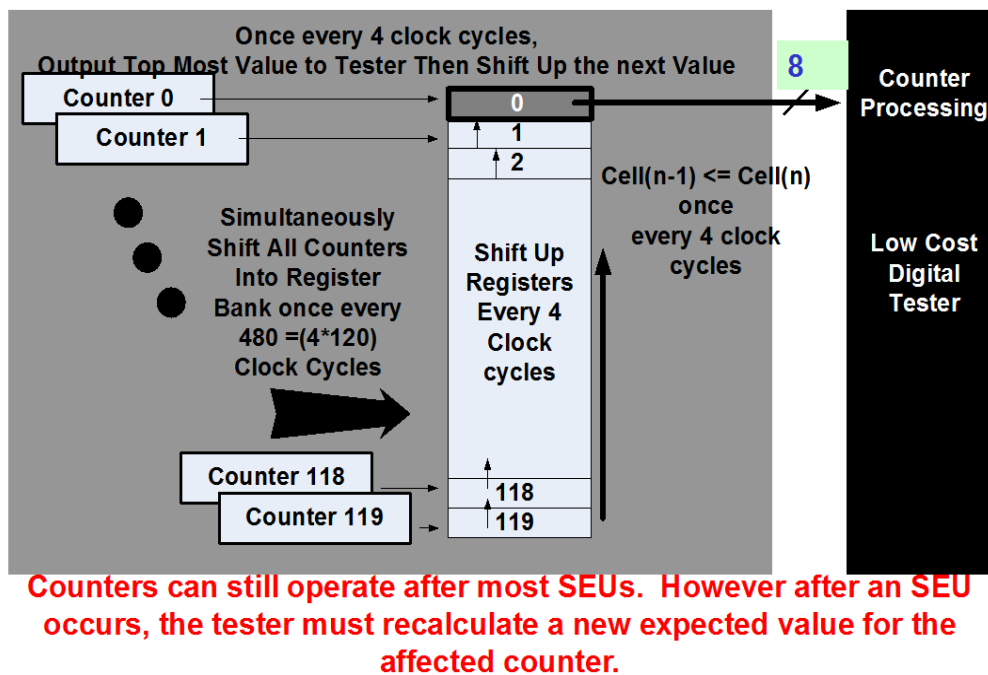 Once every 4 clock cycles,
Output Top Most Value to Tester Then Shift Up the next Value
8
Counter 0
Counter 1
0
1
2
Counter
Processing
Cell(n-1) <= Cell(n)
once
every 4 clock
cycles
Simultaneously
Shift All Counters
Into Register
Bank once every
480 =(4*120)
Clock Cycles
Shift Up
Registers
Every 4
Clock
cycles
Low Cost
Digital
Tester
Counter 118
Counter 119
118
119
Counters can still operate after most SEUs. However after an SEU
occurs, the tester must recalculate a new expected value for the
affected counter.